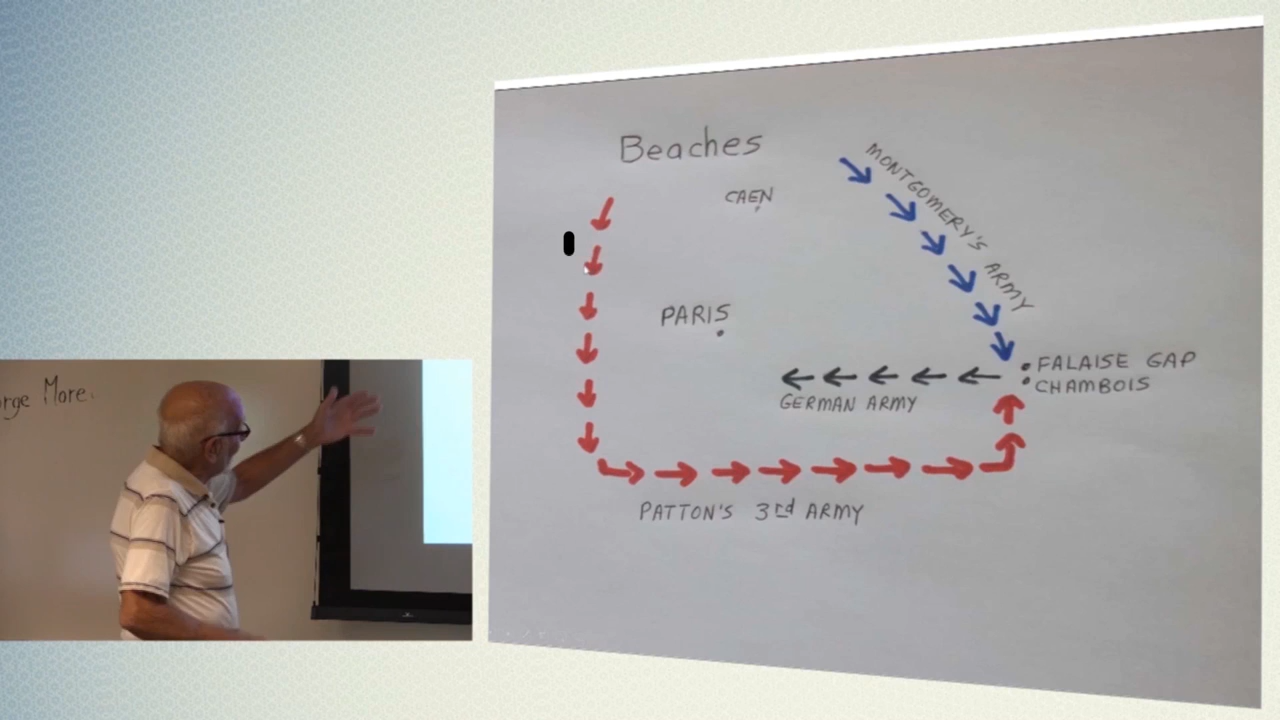 Beaches
CAEN
MONTGOMERY'S ARMY
PARIS
FALAISE GAP
CHAMBOIS
GERMAN ARMY
PATTON'S 3rd ARMY
rge More.